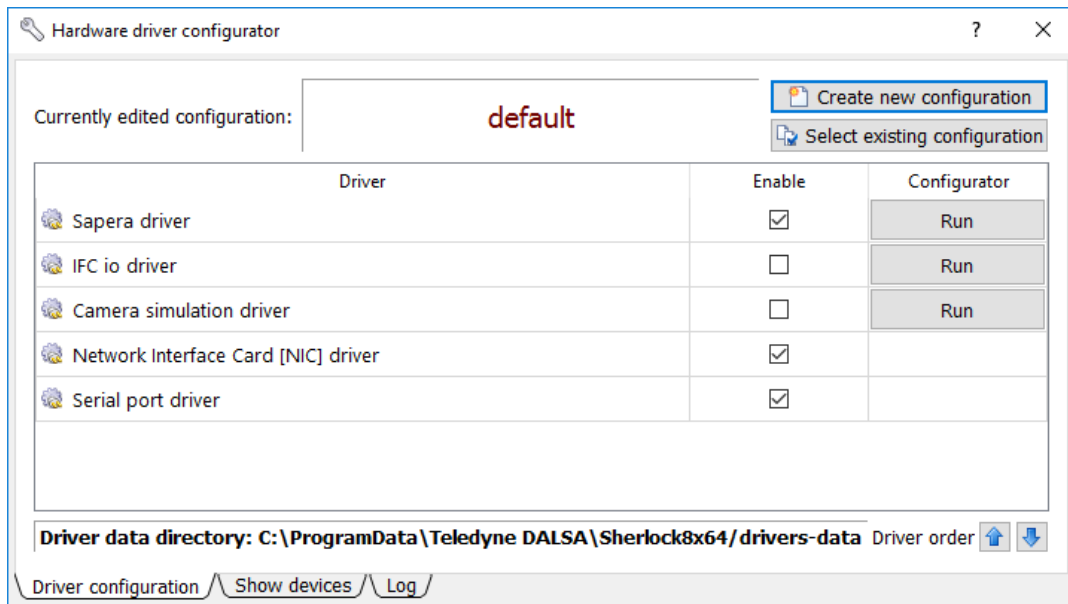 Hardware driver configurator
?
Currently edited configuration:
default
Create new configuration
Select existing configuration
Driver Enable Configurator
Sapera driver Run
IFC io driver Run
Camera simulation driver Run
Network Interface Card [NIC] driver
Serial port driver
Driver data directory: C:\ProgramData\Teledyne DALSA\Sherlock8x64/drivers-data Driver order
Driver configuration Show devices Log